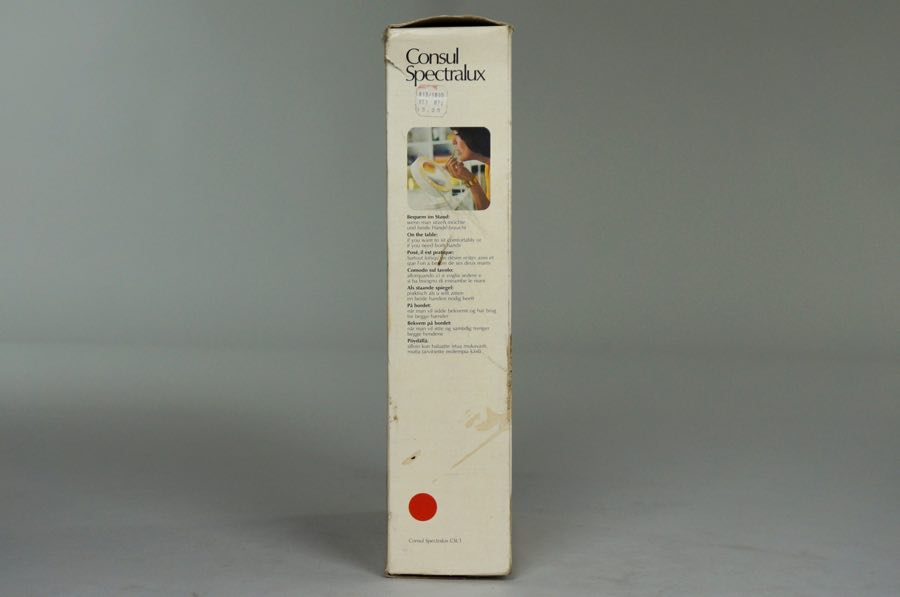 Consul
Spectralux
Bequem im Stand:
wenn man sitzen möchte
und beide Hände braucht
On the table:
if you want to sit comfortably or
if you need both hands
Posé, il est pratique:
surtout lorsqu'on désire rester assis et
que l'on a besoin de ses deux mains
Comodo sul tavolo:
allorquando ci si voglia sedere e
si ha bisogno di entrambe le mani
Als staande spiegel:
praktisch als u wilt zitten
en beide handen nodig heeft
På bordet:
når man vil sidde bekvemt og har brug
for begge hænder
Bekvem på bordet
når man vil sitte og samtidig trenger
begge hendene
Pöydällä:
silloin kun haluatte istua mukavasti
mutta tarvitsette molempia käsiä
Consul Spectralux CSL1